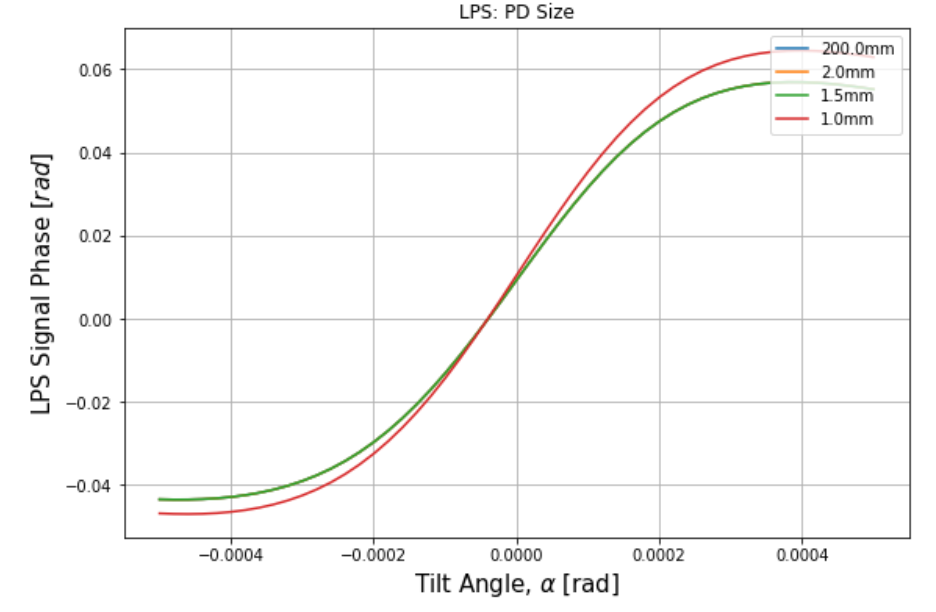 LPS: PD Size
200.0mm
2.0mm
1.5mm
1.0mm
0.06
0.04
0.02
0.00
−0.02
−0.04
LPS Signal Phase [rad]
−0.0004 −0.0002 0.0000 0.0002 0.0004
Tilt Angle, α [rad]